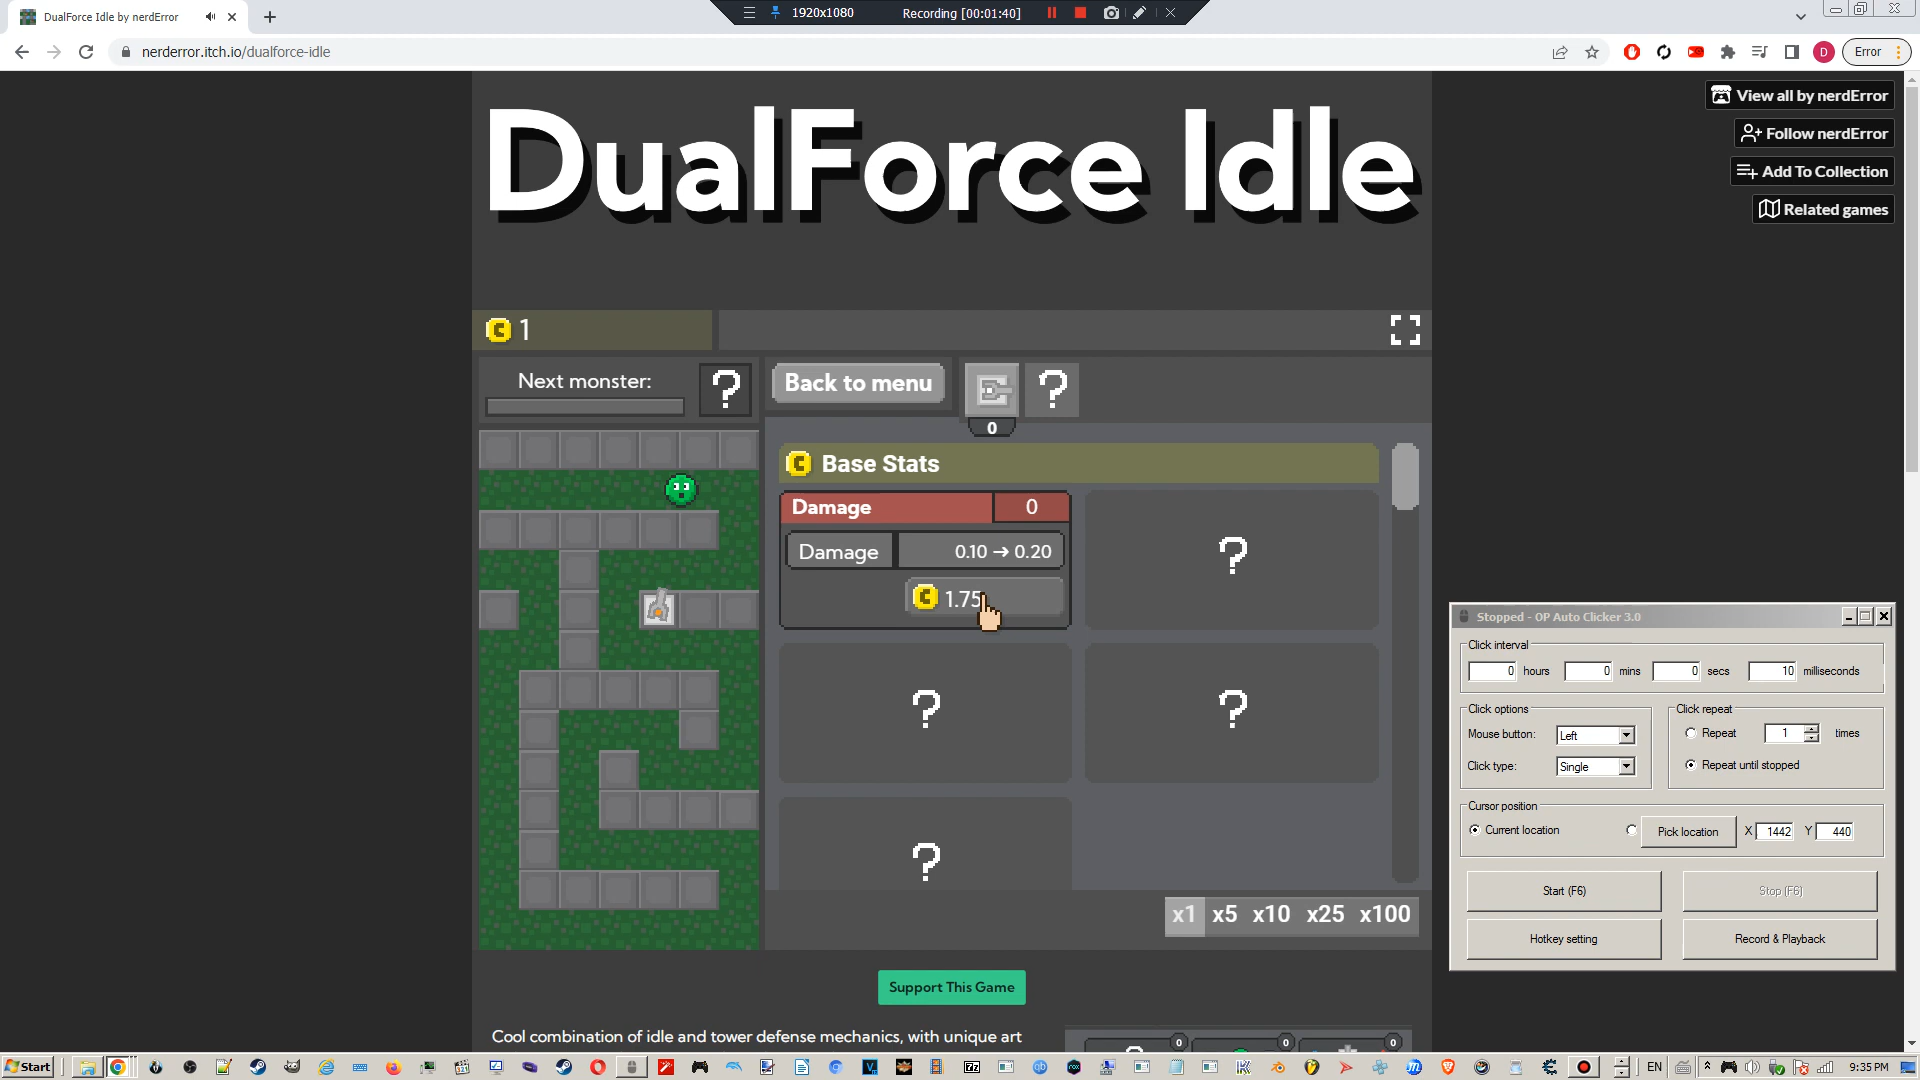 DualForce Idle by nerdError
1920x1080
Recording [00:01:40]
nerderror.itch.io/dualforce-idle
D
Error
View all by nerdError
Follow nerdError
Add To Collection
Related games
DualForce Idle
C 1
Next monster:
?
Back to menu
?
0
C Base Stats
Damage 0
Damage 0.10 → 0.20
C 1.75
?
?
?
?
x1 x5 x10 x25 x100
Support This Game
Cool combination of idle and tower defense mechanics, with unique art
0 0 0
Stopped - OP Auto Clicker 3.0
Click interval
0 hours 0 mins 0 secs 10 milliseconds
Click options
Mouse button: Left
Click type: Single
Click repeat
Repeat 1 times
Repeat until stopped
Cursor position
Current location
Pick location X 1442 Y 440
Start (F6)
Stop (F6)
Hotkey setting
Record & Playback
Start
EN
9:35 PM